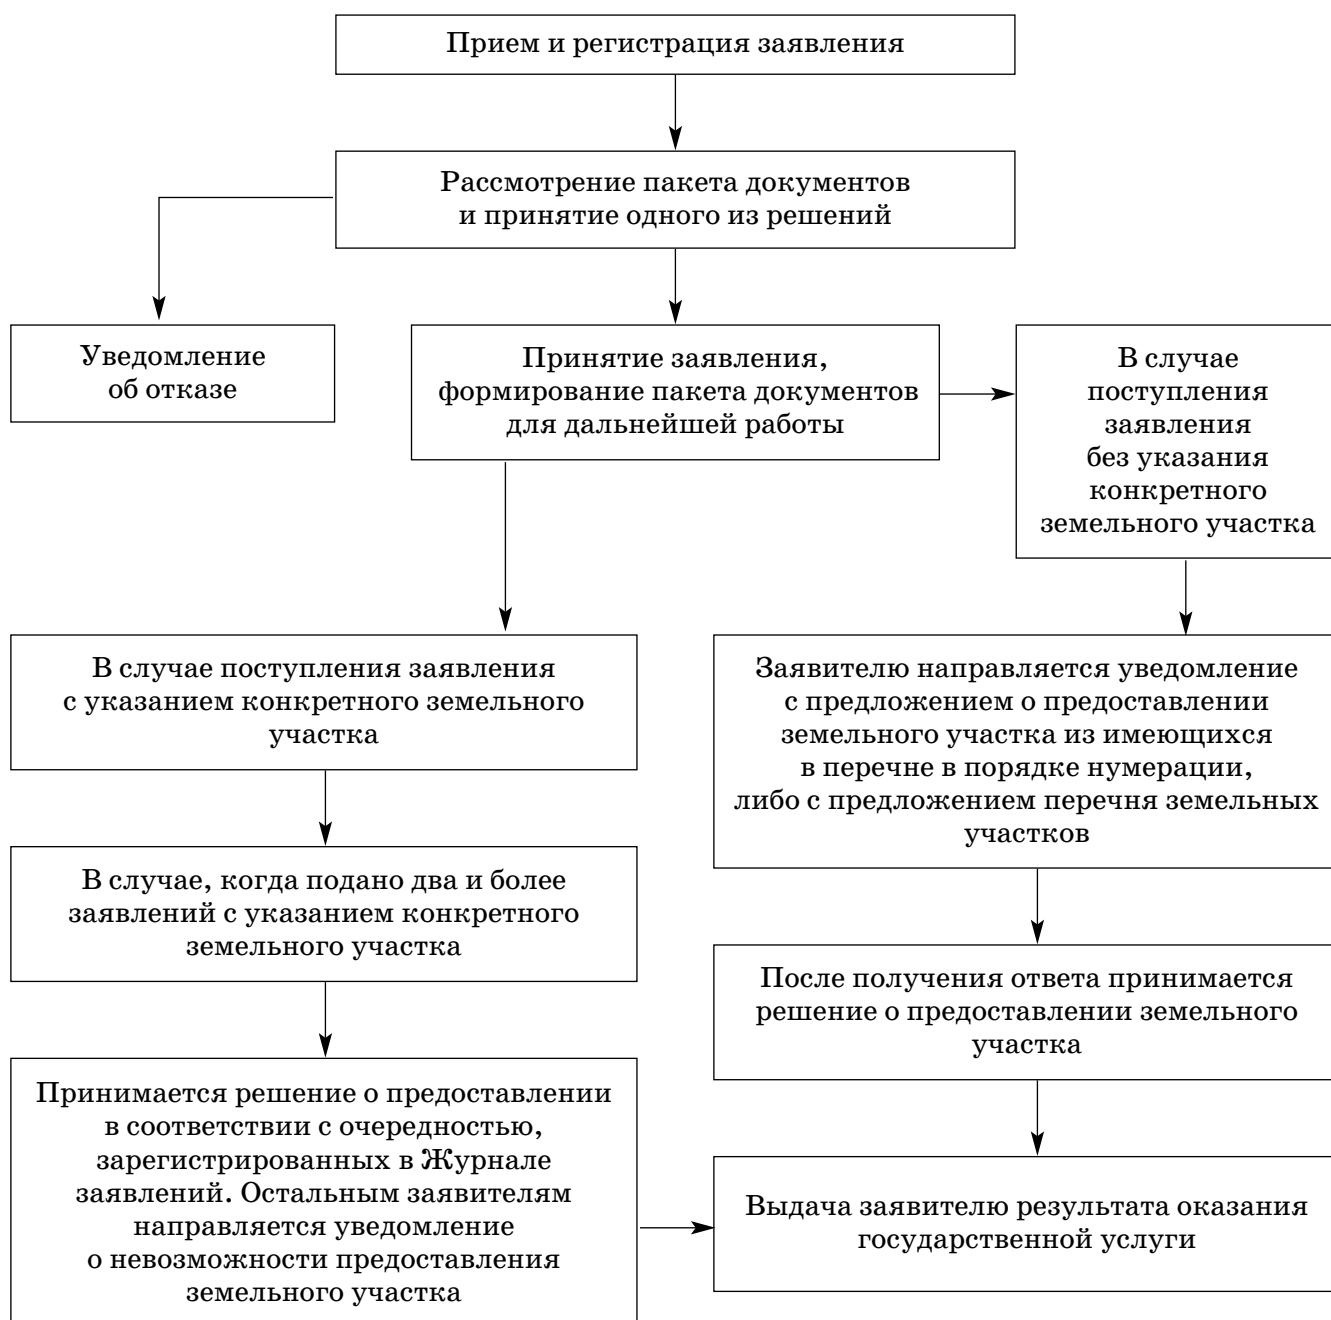 Прием и регистрация заявления
Рассмотрение пакета документов
и принятие одного из решений
Уведомление
об отказе
Принятие заявления,
формирование пакета документов
для дальнейшей работы
В случае
поступления
заявления
без указания
конкретного
земельного участка
В случае поступления заявления
с указанием конкретного земельного
участка
Заявителю направляется уведомление
с предложением о предоставлении
земельного участка из имеющихся
в перечне в порядке нумерации,
либо с предложением перечня земельных
участков
В случае, когда подано два и более
заявлений с указанием конкретного
земельного участка
После получения ответа принимается
решение о предоставлении земельного
участка
Принимается решение о предоставлении
в соответствии с очередностью,
зарегистрированных в Журнале
заявлений. Остальным заявителям
направляется уведомление
о невозможности предоставления
земельного участка
Выдача заявителю результата оказания
государственной услуги